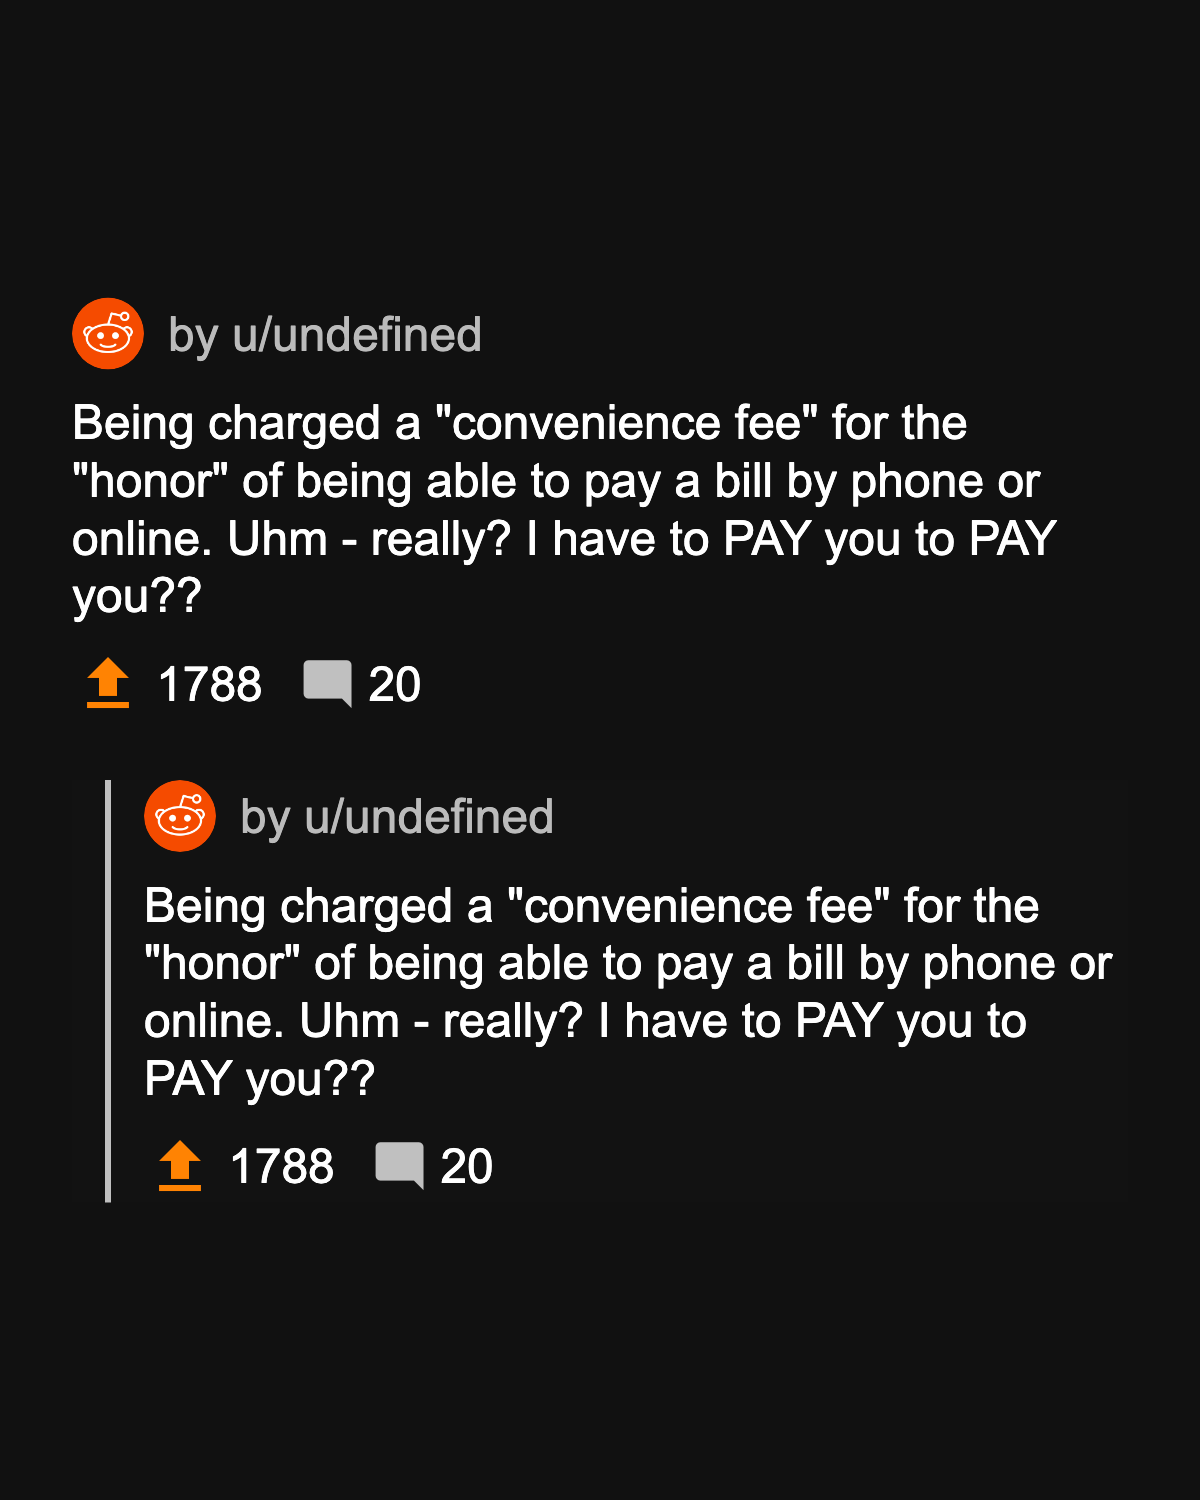 by u/undefined
Being charged a "convenience fee" for the
"honor" of being able to pay a bill by phone or
online. Uhm - really? I have to PAY you to PAY
you??
1788 20
by u/undefined
Being charged a "convenience fee" for the
"honor" of being able to pay a bill by phone or
online. Uhm - really? I have to PAY you to
PAY you??
1788 20